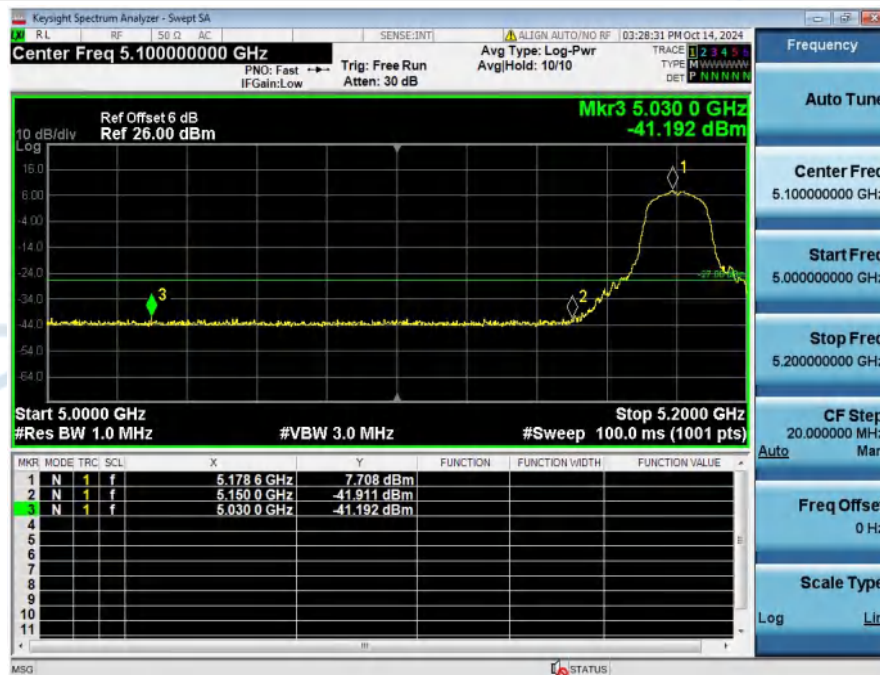 Keysight Spectrum Analyzer - Swept SA
RL RF 50 Ω AC SENSE:INT ALIGN AUTO/NO RF 03:28:31 PM Oct 14, 2024
Center Freq 5.100000000 GHz
PNO: Fast
IFGain:Low
Trig: Free Run
Atten: 30 dB
Avg Type: Log-Pwr
Avg|Hold: 10/10
TRACE 1 2 3 4 5 6
TYPE M WWWWW
DET P N N N N N
Ref Offset 6 dB
10 dB/div Ref 26.00 dBm
Log
Mkr3 5.030 0 GHz
-41.192 dBm
16.0
6.00
-4.00
-14.0
-24.0
-34.0
-44.0
-54.0
-64.0
1
2
3
Start 5.0000 GHz Stop 5.2000 GHz
#Res BW 1.0 MHz #VBW 3.0 MHz #Sweep 100.0 ms (1001 pts)
MKR MODE TRC SCL X Y FUNCTION FUNCTION WIDTH FUNCTION VALUE
1 N 1 f 5.178 6 GHz 7.708 dBm
2 N 1 f 5.150 0 GHz -41.911 dBm
3 N 1 f 5.030 0 GHz -41.192 dBm
4
5
6
7
8
9
10
11
MSG STATUS
Frequency
Auto Tune
Center Freq
5.100000000 GHz
Start Freq
5.000000000 GHz
Stop Freq
5.200000000 GHz
CF Step
20.000000 MHz
Auto Man
Freq Offset
0 Hz
Scale Type
Log Lin